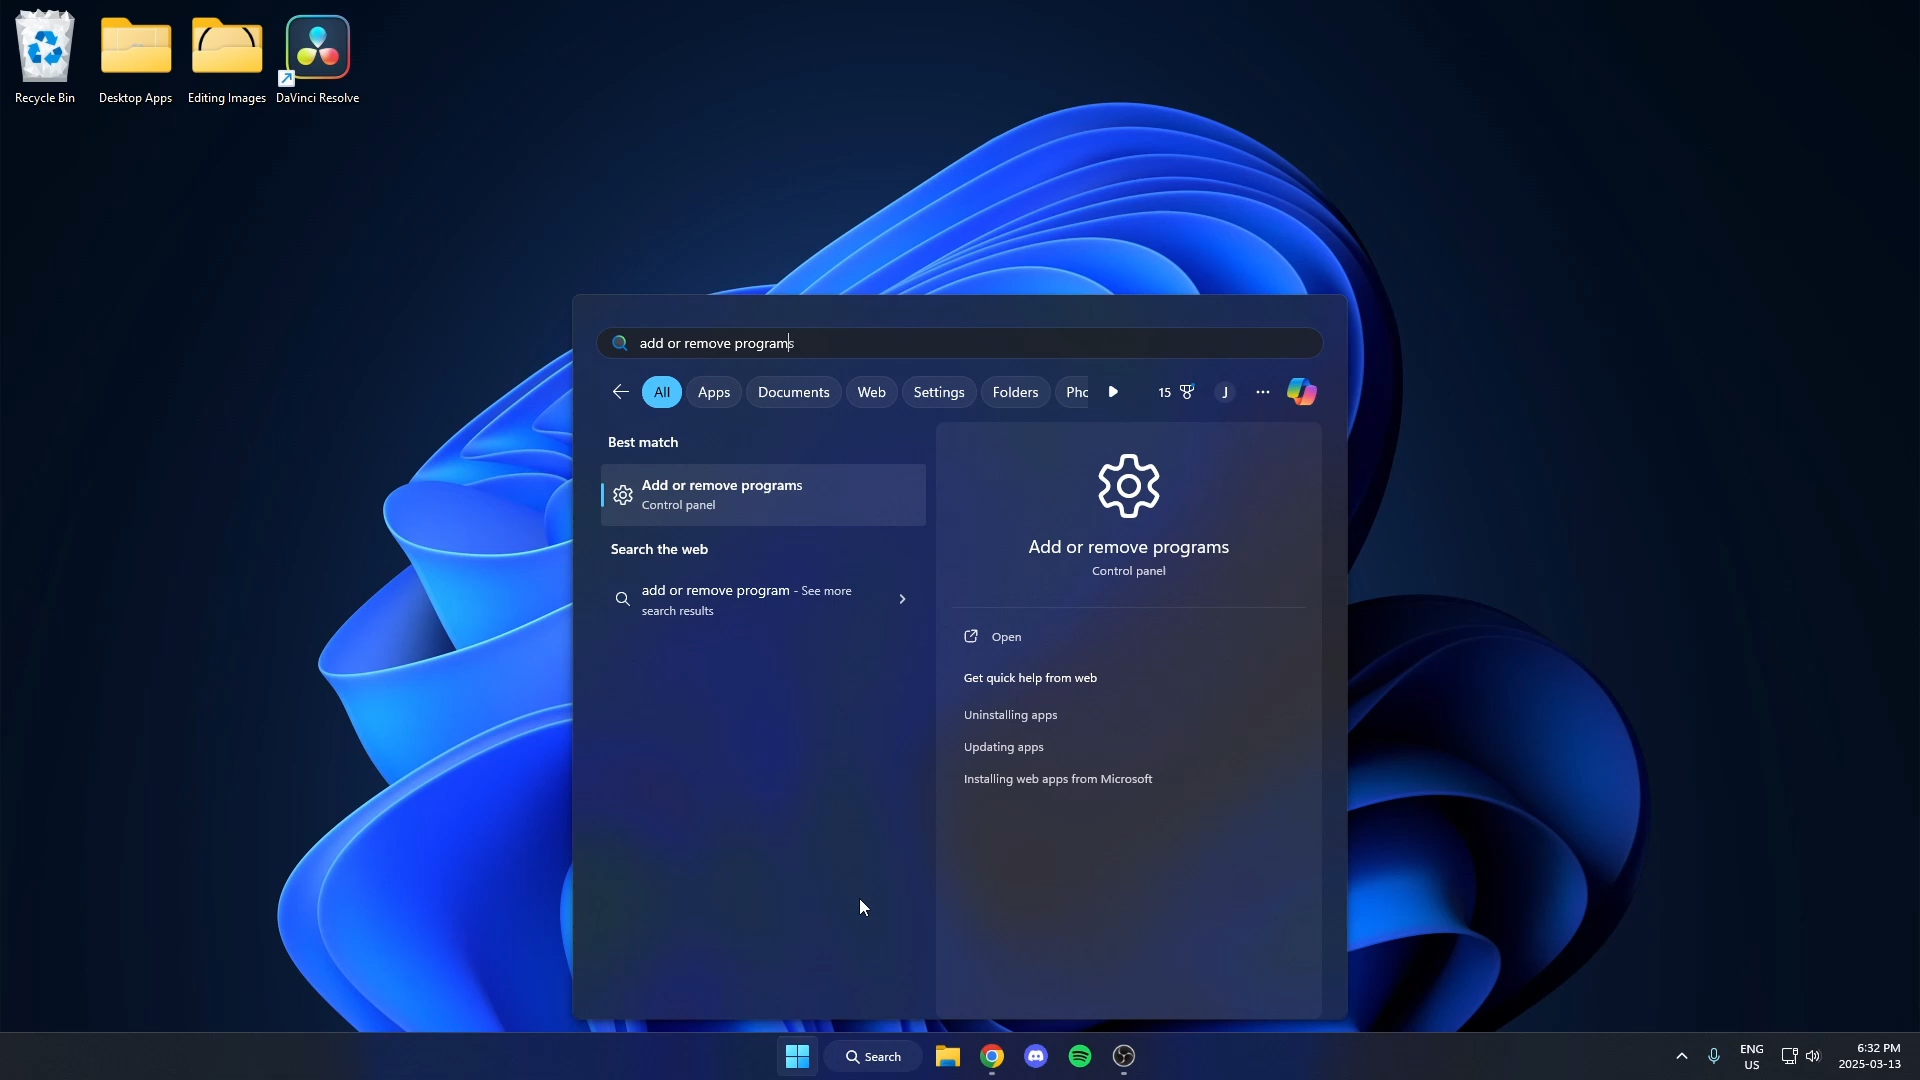 Recycle Bin
Desktop Apps
Editing Images
DaVinci Resolve
add or remove programs
All
Apps
Documents
Web
Settings
Folders
Pho
15
J
Best match
Add or remove programs
Control panel
Search the web
add or remove program - See more
search results
Add or remove programs
Control panel
Open
Get quick help from web
Uninstalling apps
Updating apps
Installing web apps from Microsoft
Search
ENG
US
6:32 PM
2025-03-13